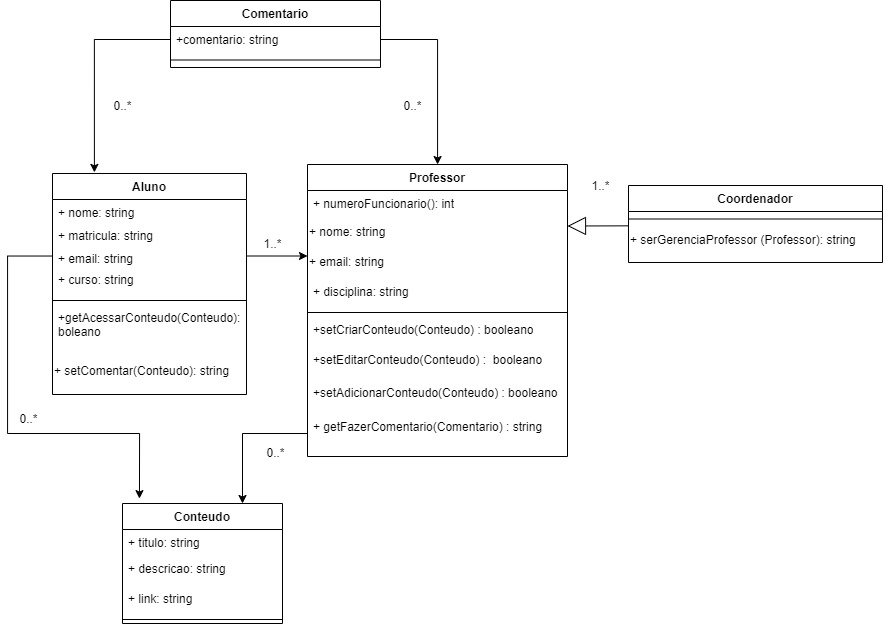 Comentario
+comentario: string
0..*
0..*
Aluno
+ nome: string
+ matricula: string
+ email: string
+ curso: string
+getAcessarConteudo(Conteudo):
boleano
+ setComentar(Conteudo): string
1..*
Professor
+ numeroFuncionario(): int
+ nome: string
+ email: string
+ disciplina: string
+setCriarConteudo(Conteudo) : booleano
+setEditarConteudo(Conteudo) : booleano
+setAdicionarConteudo(Conteudo) : booleano
+ getFazerComentario(Comentario) : string
1..*
Coordenador
+ serGerenciaProfessor (Professor): string
0..*
0..*
Conteudo
+ titulo: string
+ descricao: string
+ link: string